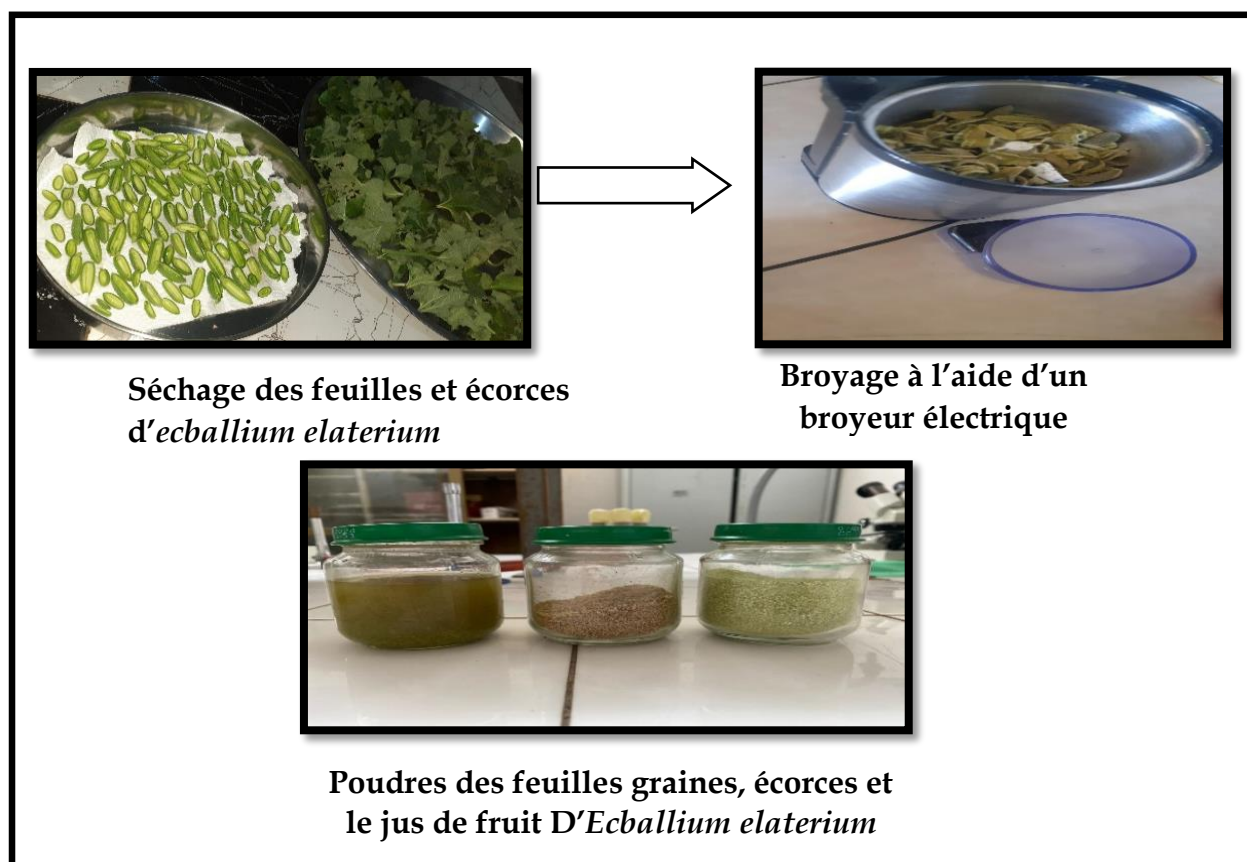 Séchage des feuilles et écorces
d’ecballium elaterium
Broyage à l’aide d’un
broyeur électrique
Poudres des feuilles graines, écorces et
le jus de fruit D’Ecballium elaterium